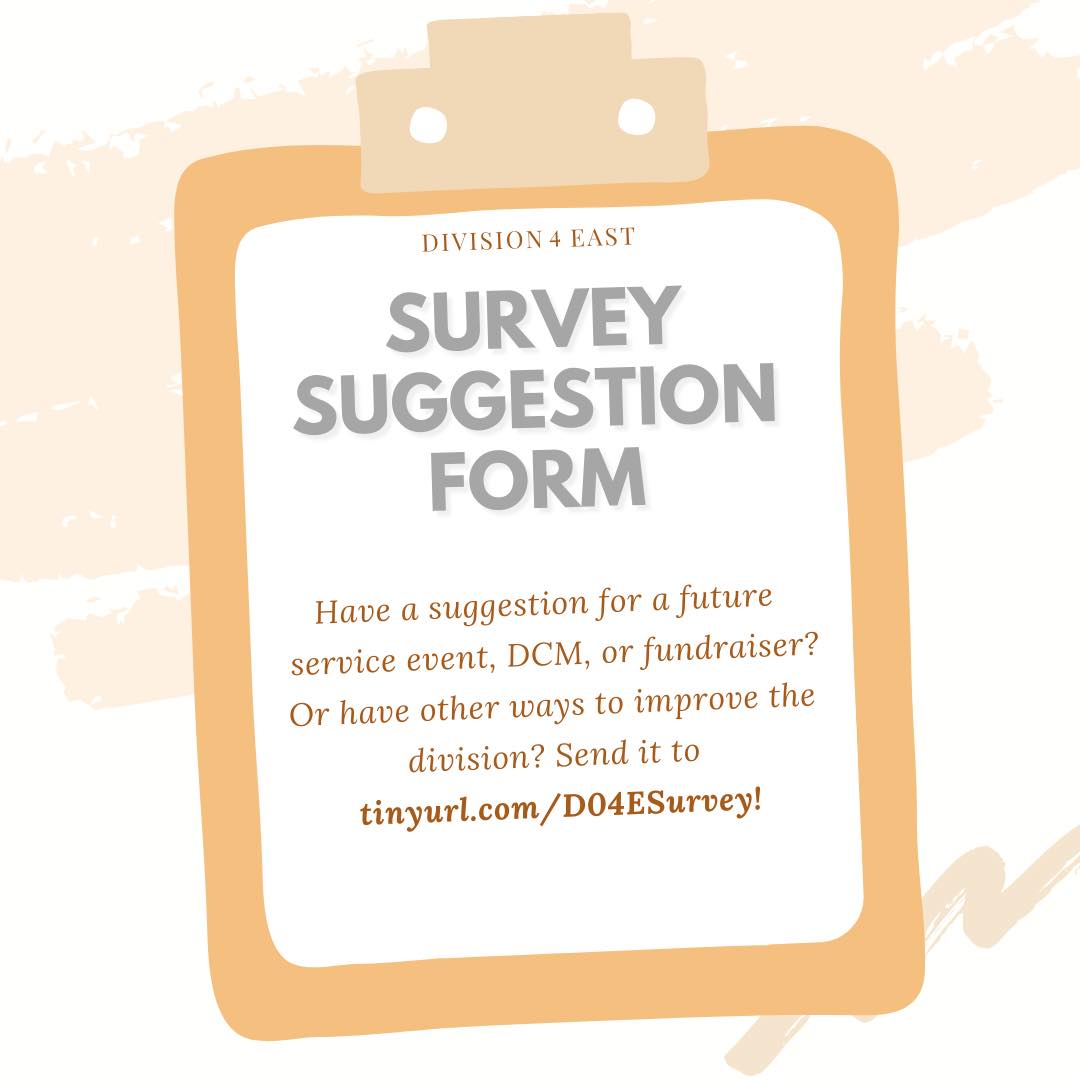 DIVISION 4 EAST
SURVEY
SUGGESTION
FORM
Have a suggestion for a future
service event, DCM, or fundraiser?
Or have other ways to improve the
division? Send it to
tinyurl.com/D04ESurvey!